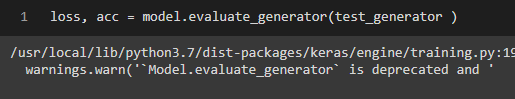 1 loss, acc = model.evaluate_generator(test_generator )
/usr/local/lib/python3.7/dist-packages/keras/engine/training.py:19
warnings.warn('`Model.evaluate_generator` is deprecated and '